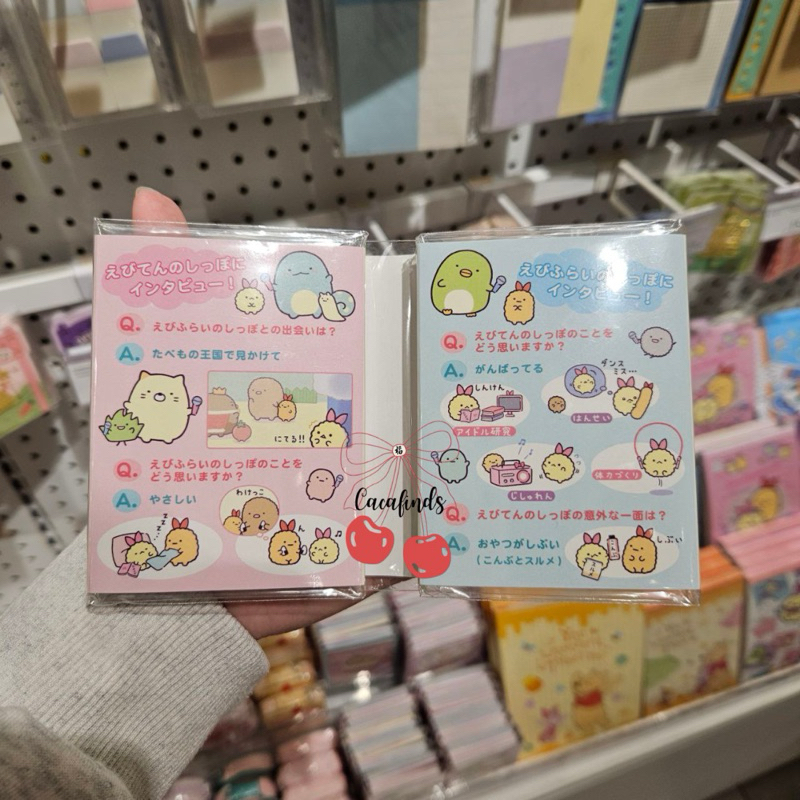 えびてんのしっぽに
インタビュー!
Q. えびふらいのしっぽとの出会いは?
A. たべもの王国で見かけて
にてる!!
Q. えびふらいのしっぽのことを
どう思いますか?
A. やさしい
zzz
わけっこ
えびふらいのしっぽに
インタビュー!
Q. えびてんのしっぽのことを
どう思いますか?
A. がんばってる
しんけん
アイドル研究
ダンス
ミス…
はんせい
じしゅれん
体力づくり
Q. えびてんのしっぽの意外な一面は?
A. おやつがしぶい
(こんぶとスルメ)
しぶい
福
Cacafinds